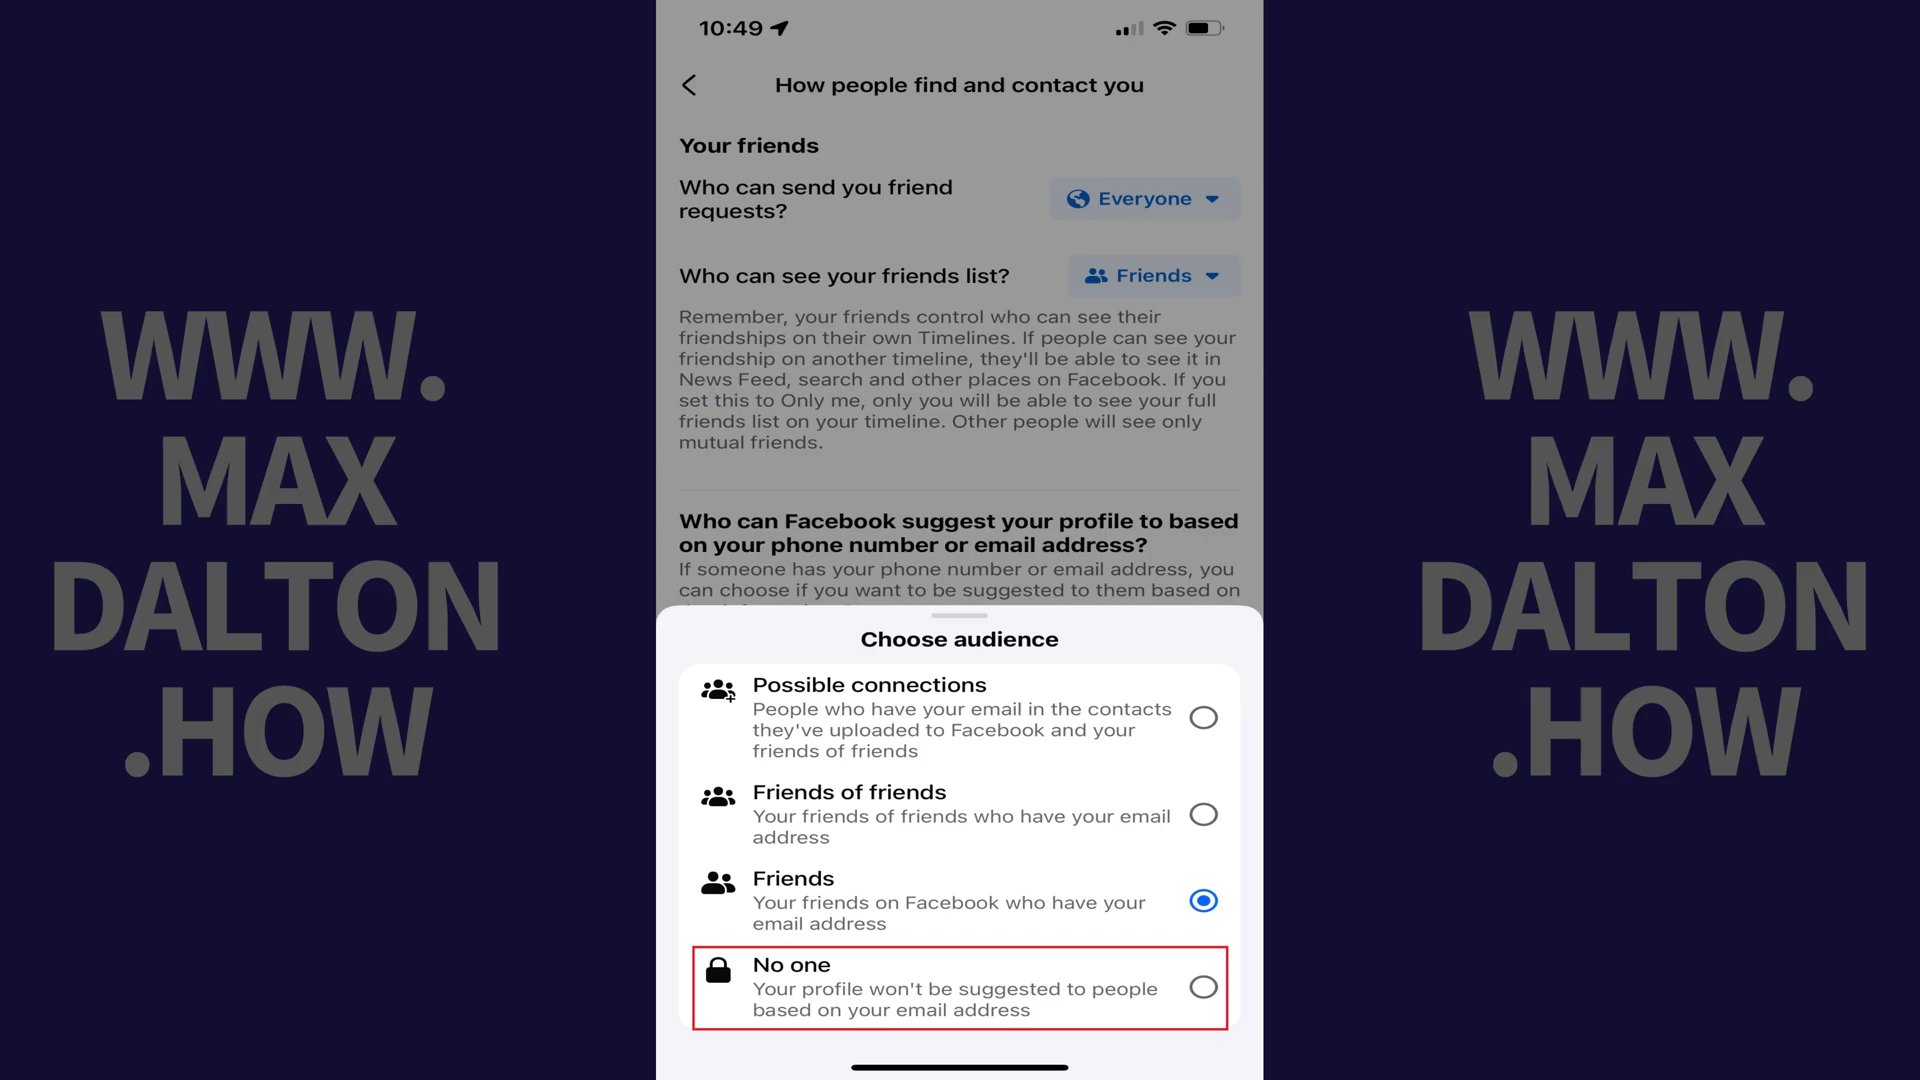 10:49
How people find and contact you
Your friends
Who can send you friend
requests?
Everyone
Who can see your friends list?
Friends
Remember, your friends control who can see their
friendships on their own Timelines. If people can see your
friendship on another timeline, they'll be able to see it in
News Feed, search and other places on Facebook. If you
set this to Only me, only you will be able to see your full
friends list on your timeline. Other people will see only
mutual friends.
Who can Facebook suggest your profile to based
on your phone number or email address?
If someone has your phone number or email address, you
can choose if you want to be suggested to them based on
Choose audience
Possible connections
People who have your email in the contacts
they've uploaded to Facebook and your
friends of friends
Friends of friends
Your friends of friends who have your email
address
Friends
Your friends on Facebook who have your
email address
No one
Your profile won't be suggested to people
based on your email address
WWW.
MAX
DALTON
.HOW
WWW.
MAX
DALTON
.HOW